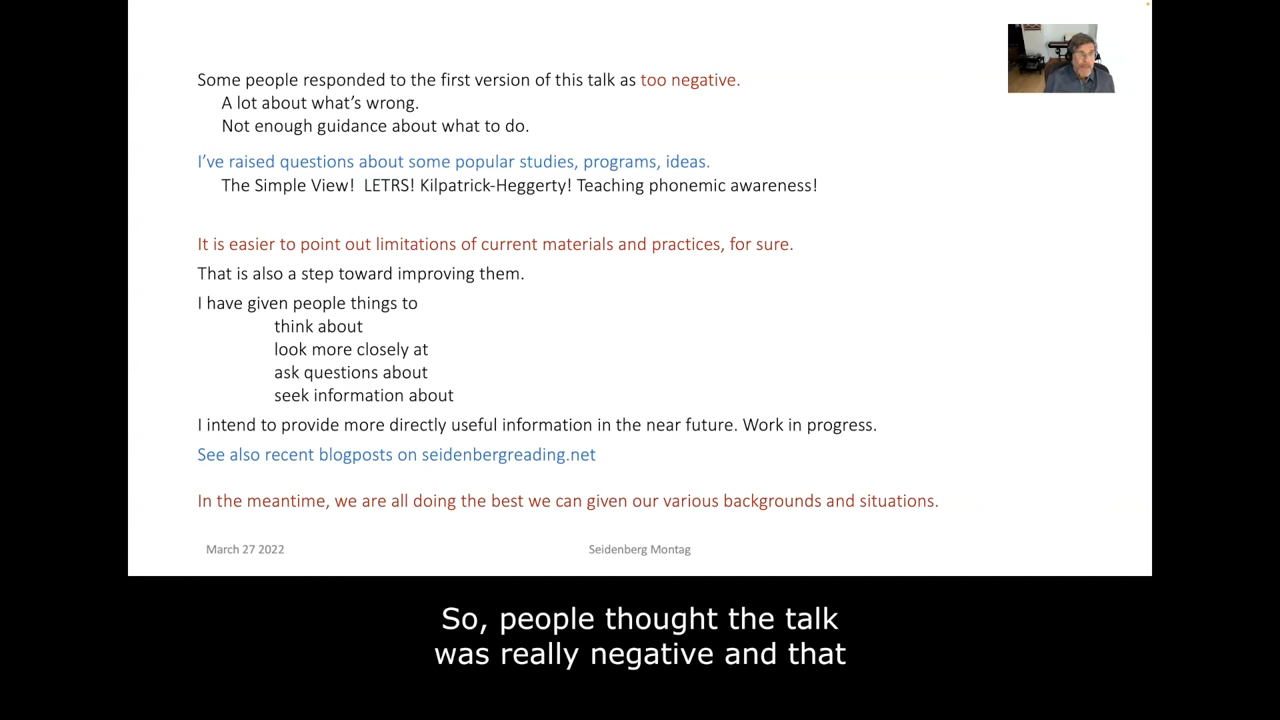 Some people responded to the first version of this talk as too negative.
A lot about what's wrong.
Not enough guidance about what to do.
I've raised questions about some popular studies, programs, ideas.
The Simple View!  LETRS! Kilpatrick-Heggerty! Teaching phonemic awareness!
It is easier to point out limitations of current materials and practices, for sure.
That is also a step toward improving them.
I have given people things to
think about
look more closely at
ask questions about
seek information about
I intend to provide more directly useful information in the near future. Work in progress.
See also recent blogposts on seidenbergreading.net
In the meantime, we are all doing the best we can given our various backgrounds and situations.
March 27 2022
Seidenberg Montag
So, people thought the talk
was really negative and that